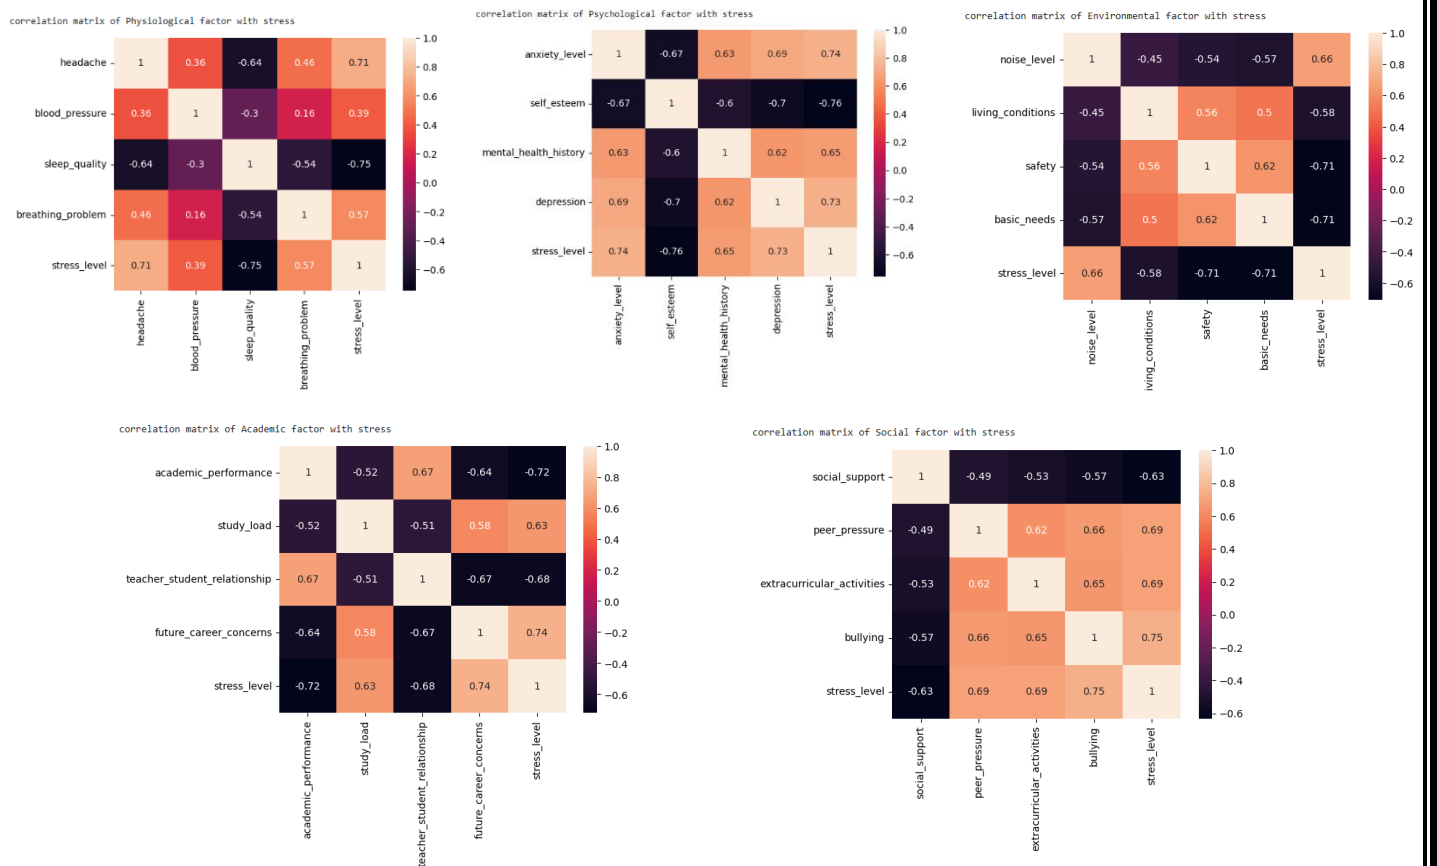 correlation matrix of Physiological factor with stress
headache 1 0.36 -0.64 0.46 0.71
blood_pressure 0.36 1 -0.3 0.16 0.39
sleep_quality -0.64 -0.3 1 -0.54 -0.75
breathing_problem 0.46 0.16 -0.54 1 0.57
stress_level 0.71 0.39 -0.75 0.57 1
headache
blood_pressure
sleep_quality
breathing_problem
stress_level
1.0
0.8
0.6
0.4
0.2
0.0
−0.2
−0.4
−0.6
correlation matrix of Psychological factor with stress
anxiety_level 1 -0.67 0.63 0.69 0.74
self_esteem -0.67 1 -0.6 -0.7 -0.76
mental_health_history 0.63 -0.6 1 0.62 0.65
depression 0.69 -0.7 0.62 1 0.73
stress_level 0.74 -0.76 0.65 0.73 1
anxiety_level
self_esteem
mental_health_history
depression
stress_level
1.0
0.8
0.6
0.4
0.2
0.0
−0.2
−0.4
−0.6
correlation matrix of Environmental factor with stress
noise_level 1 -0.45 -0.54 -0.57 0.66
living_conditions -0.45 1 0.56 0.5 -0.58
safety -0.54 0.56 1 0.62 -0.71
basic_needs -0.57 0.5 0.62 1 -0.71
stress_level 0.66 -0.58 -0.71 -0.71 1
noise_level
iving_conditions
safety
basic_needs
stress_level
1.0
0.8
0.6
0.4
0.2
0.0
−0.2
−0.4
−0.6
correlation matrix of Academic factor with stress
academic_performance 1 -0.52 0.67 -0.64 -0.72
study_load -0.52 1 -0.51 0.58 0.63
teacher_student_relationship 0.67 -0.51 1 -0.67 -0.68
future_career_concerns -0.64 0.58 -0.67 1 0.74
stress_level -0.72 0.63 -0.68 0.74 1
academic_performance
study_load
teacher_student_relationship
future_career_concerns
stress_level
1.0
0.8
0.6
0.4
0.2
0.0
−0.2
−0.4
−0.6
correlation matrix of Social factor with stress
social_support 1 -0.49 -0.53 -0.57 -0.63
peer_pressure -0.49 1 0.62 0.66 0.69
extracurricular_activities -0.53 0.62 1 0.65 0.69
bullying -0.57 0.66 0.65 1 0.75
stress_level -0.63 0.69 0.69 0.75 1
social_support
peer_pressure
extracurricular_activities
bullying
stress_level
1.0
0.8
0.6
0.4
0.2
0.0
−0.2
−0.4
−0.6